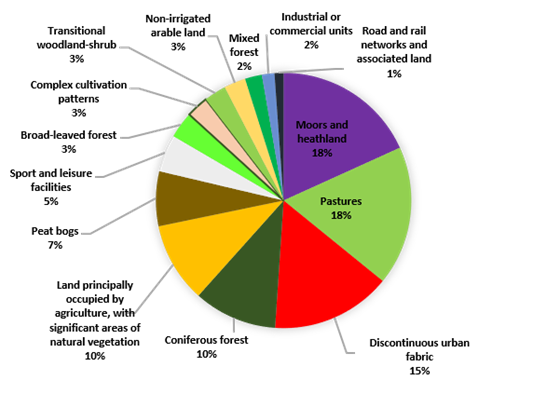 Moors and
heathland
18%
Pastures
18%
Discontinuous urban
fabric
15%
Coniferous forest
10%
Land principally
occupied by
agriculture, with
significant areas of
natural vegetation
10%
Peat bogs
7%
Sport and leisure
facilities
5%
Broad-leaved forest
3%
Complex cultivation
patterns
3%
Transitional
woodland-shrub
3%
Non-irrigated
arable land
3%
Mixed
forest
2%
Industrial or
commercial units
2%
Road and rail
networks and
associated land
1%